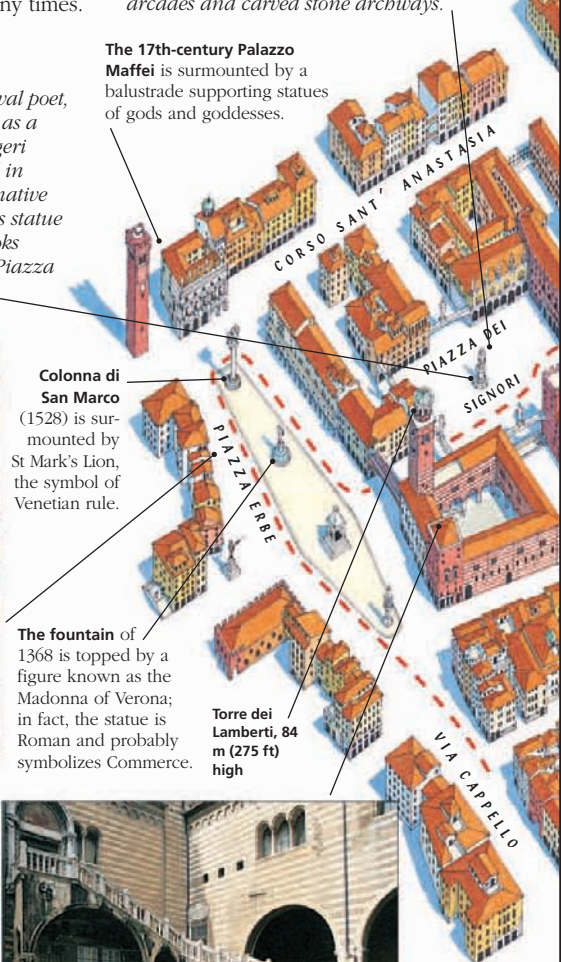 ny times.
arcades and carved stone archways.
The 17th-century Palazzo
Maffei is surmounted by a
balustrade supporting statues
of gods and goddesses.
val poet,
as a
geri
in
native
s statue
oks
Piazza
CORSO SANT' ANASTASIA
PIAZZA DEI
SIGNORI
Colonna di
San Marco
(1528) is sur-
mounted by
St Mark's Lion,
the symbol of
Venetian rule.
PIAZZA ERBE
The fountain of
1368 is topped by a
figure known as the
Madonna of Verona;
in fact, the statue is
Roman and probably
symbolizes Commerce.
Torre dei
Lamberti, 84
m (275 ft)
high
VIA CAPPELLO